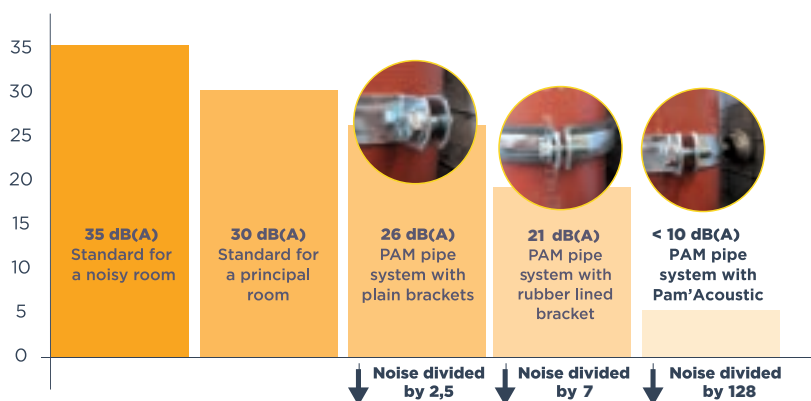 35
30
25
20
15
10
5
0
35 dB(A)
Standard for
a noisy room
30 dB(A)
Standard for
a principal
room
26 dB(A)
PAM pipe
system with
plain brackets
21 dB(A)
PAM pipe
system with
rubber lined
bracket
< 10 dB(A)
PAM pipe
system with
Pam'Acoustic
Noise divided
by 2,5
Noise divided
by 7
Noise divided
by 128